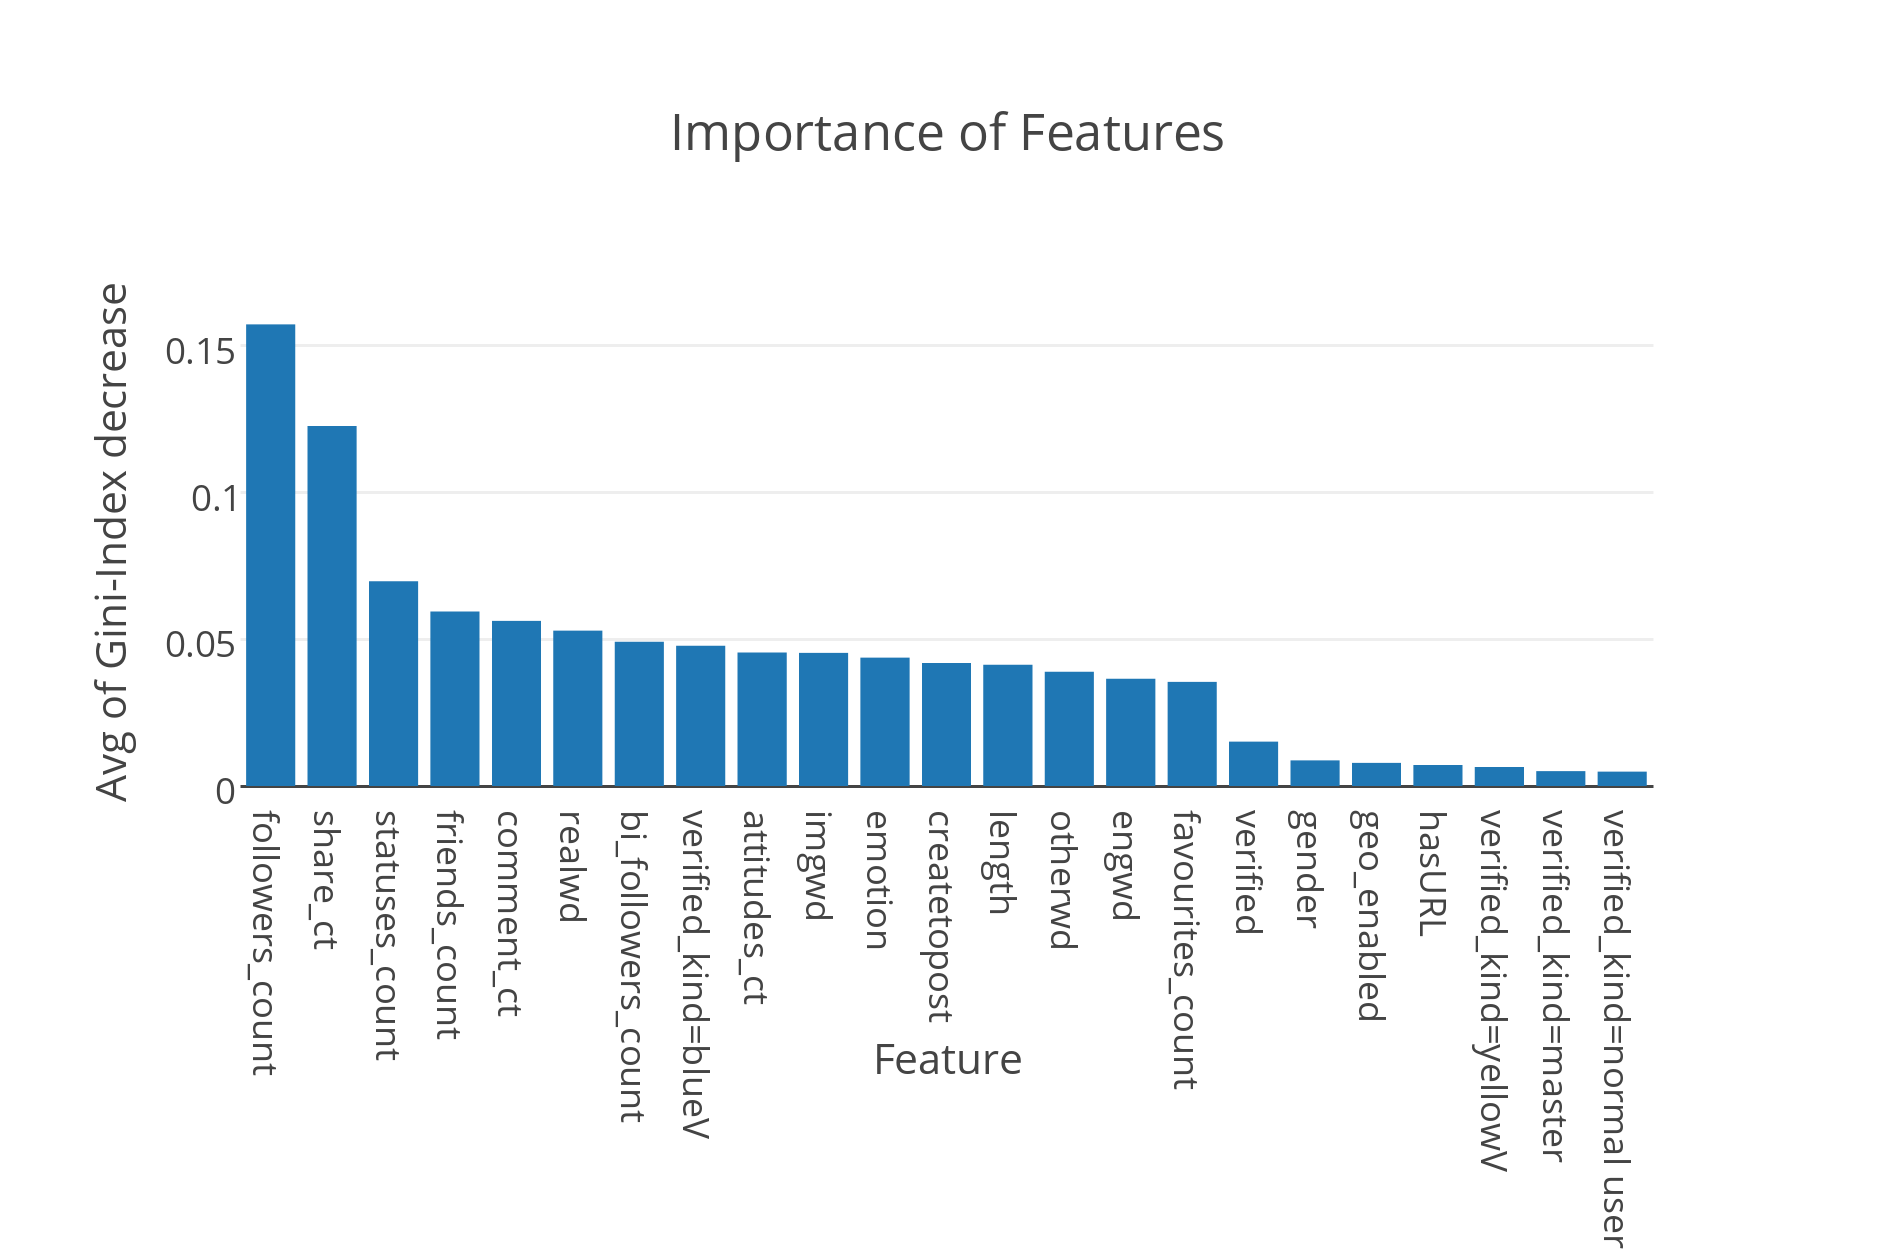 Importance of Features
Avg of Gini-Index decrease
0.15
0.1
0.05
0
followers_count
share_ct
statuses_count
friends_count
comment_ct
realwd
bi_followers_count
verified_kind=blueV
attitudes_ct
imgwd
emotion
createtopost
length
otherwd
engwd
favourites_count
verified
gender
geo_enabled
hasURL
verified_kind=yellowV
verified_kind=master
verified_kind=normal user
Feature